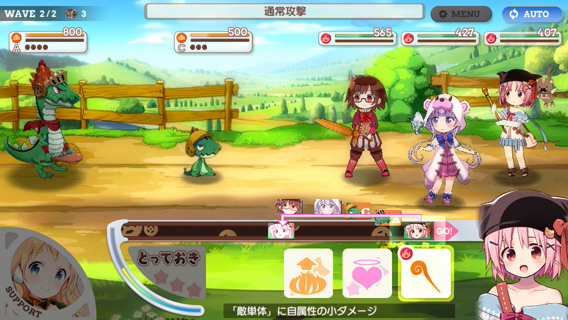 WAVE 2/2 3
通常攻撃
MENU
AUTO
800
A
500
C
565
427
407
C
GO!
とっておき
SUPPORT
「敵単体」に自属性の小ダメージ